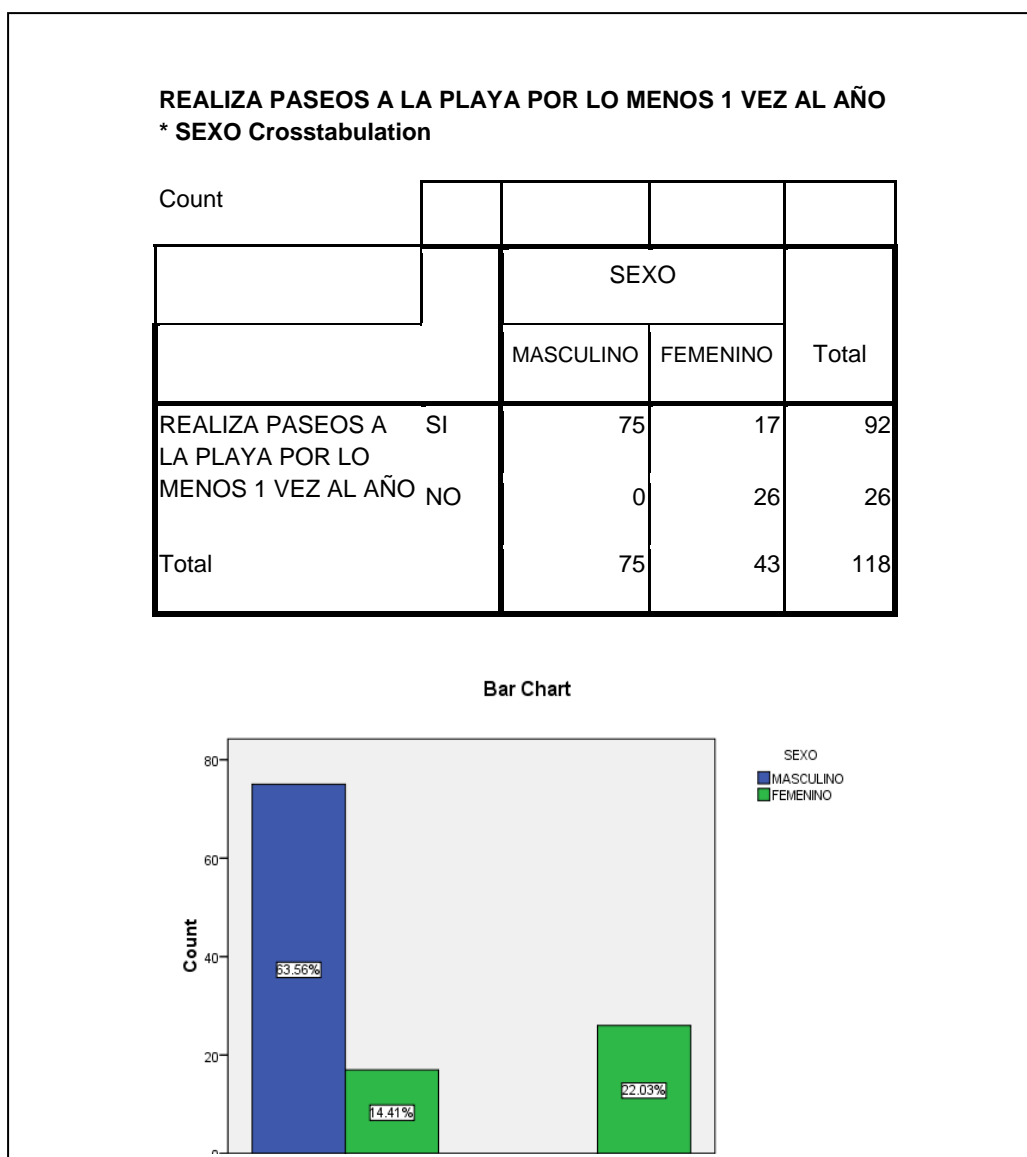 REALIZA PASEOS A LA PLAYA POR LO MENOS 1 VEZ AL AÑO
* SEXO Crosstabulation
Count
SEXO
MASCULINO FEMENINO Total
REALIZA PASEOS A SI 75 17 92
LA PLAYA POR LO
MENOS 1 VEZ AL AÑO NO 0 26 26
Total 75 43 118
Bar Chart
SEXO
MASCULINO
FEMENINO
80
60
Count
40
63.56%
20
22.03%
14.41%
0